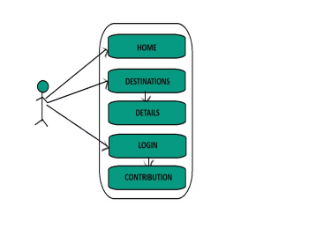 HOME
DESTINATIONS
DETAILS
LOGIN
CONTRIBUTION